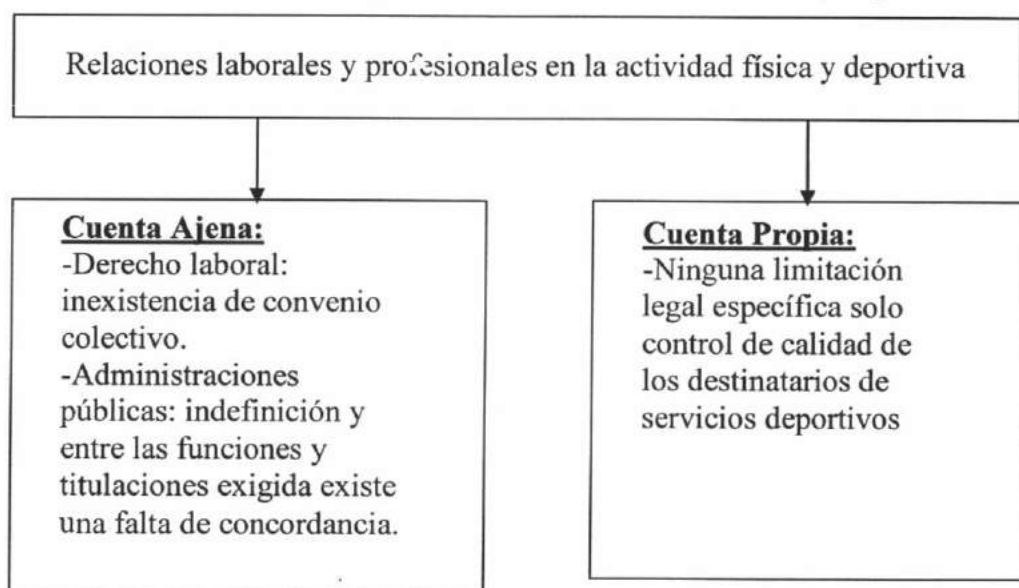 Relaciones laborales y profesionales en la actividad física y deportiva
Cuenta Ajena:
-Derecho laboral:
inexistencia de convenio
colectivo.
-Administraciones
públicas: indefinición y
entre las funciones y
titulaciones exigida existe
una falta de concordancia.
Cuenta Propia:
-Ninguna limitación
legal específica solo
control de calidad de
los destinatarios de
servicios deportivos